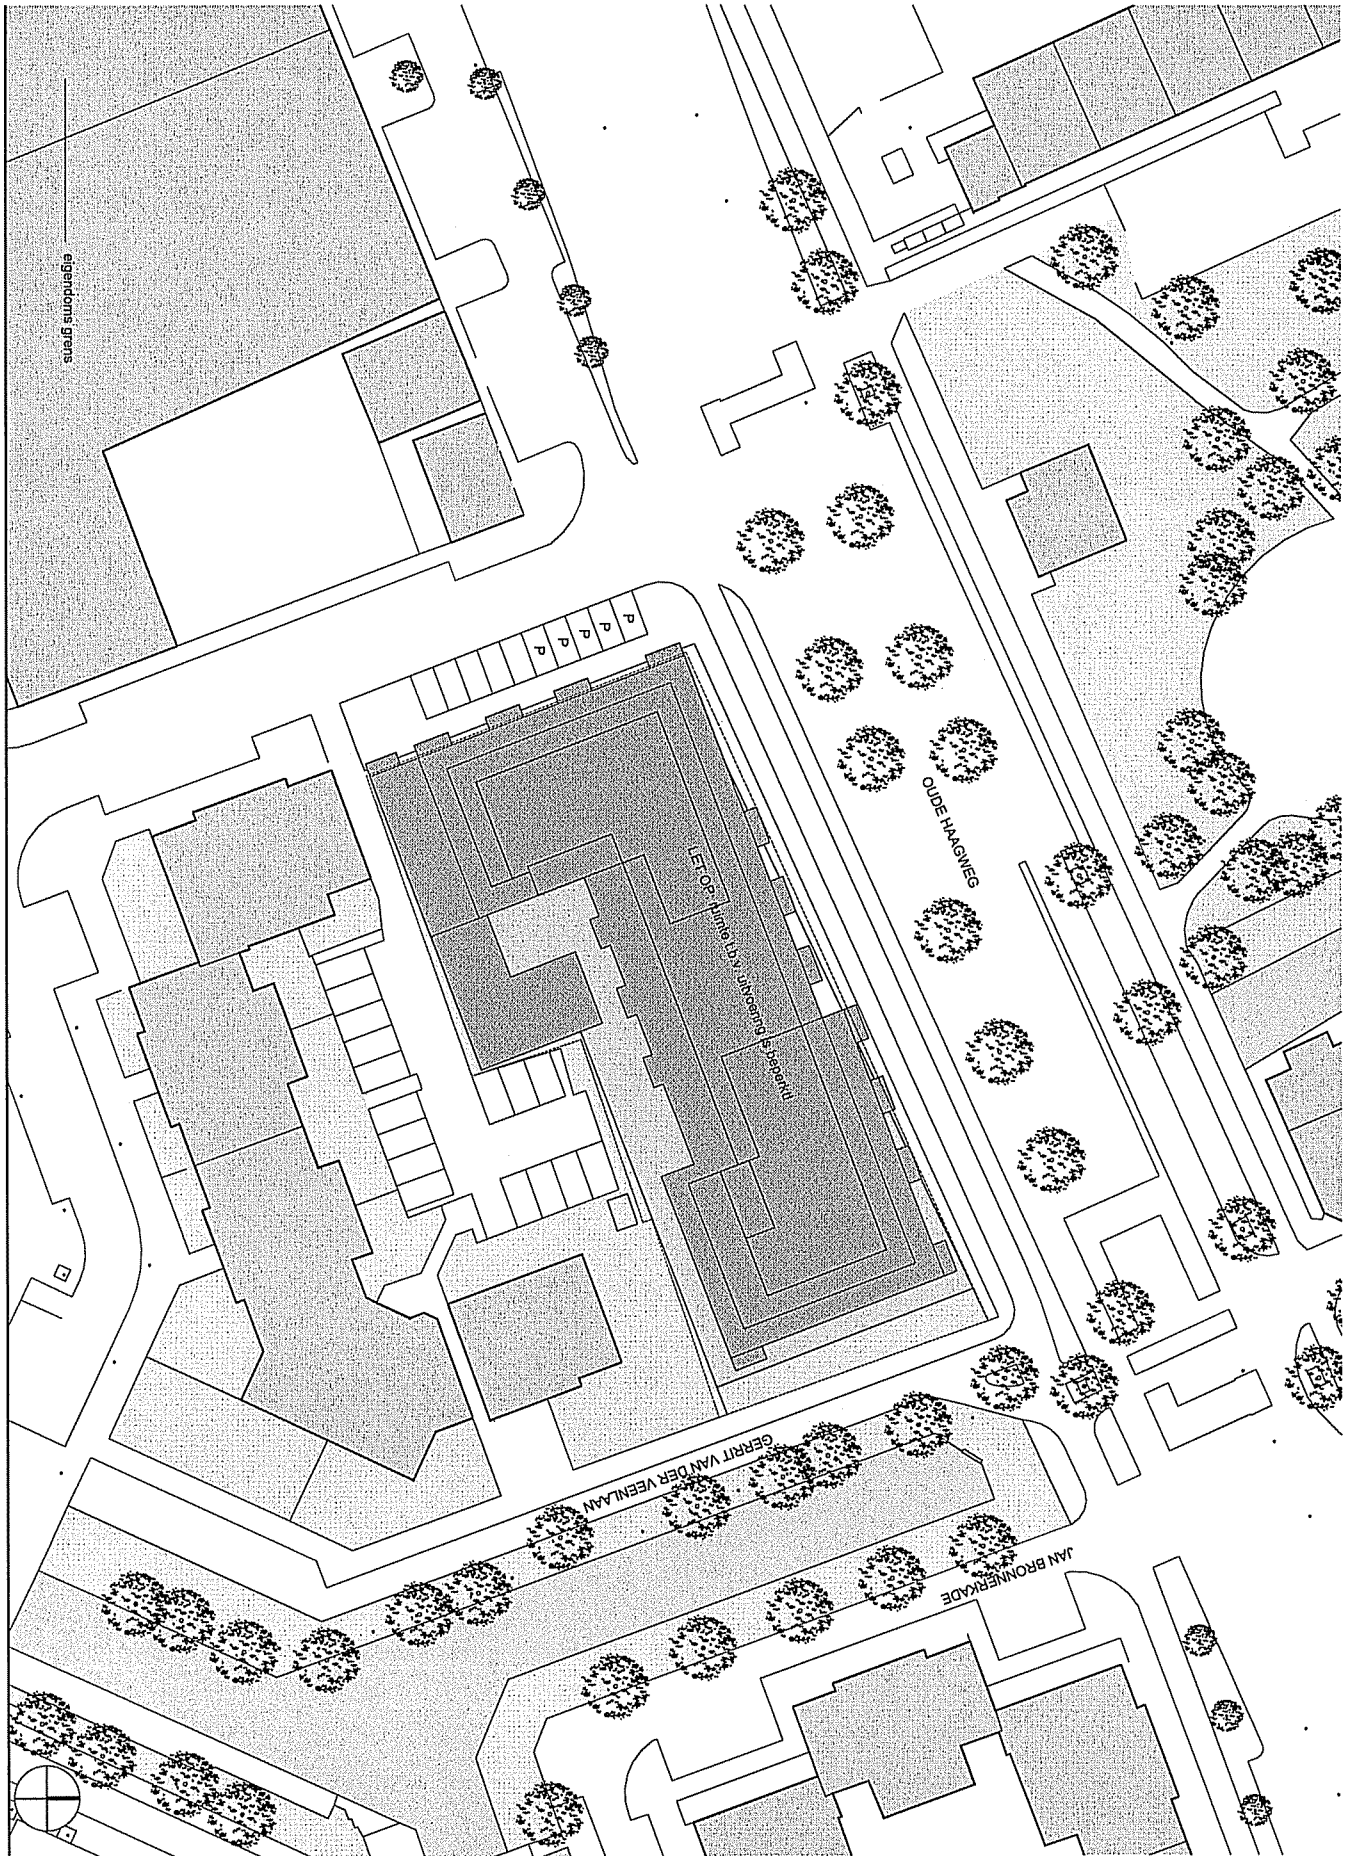 eigendoms grens
P
P
P
P
P
OUDE HAAGWEG
LET OP! ruimte t.b.v. uitvoering is beperkt!
GERRIT VAN DER VEENLAAN
JAN BRONNERKADE